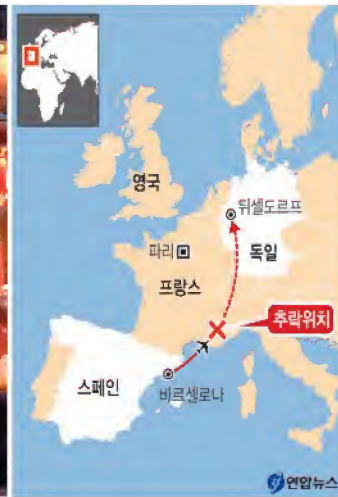 영국
뒤셀도르프
파리
독일
프랑스
추락위치
스페인
바르셀로나
연합뉴스